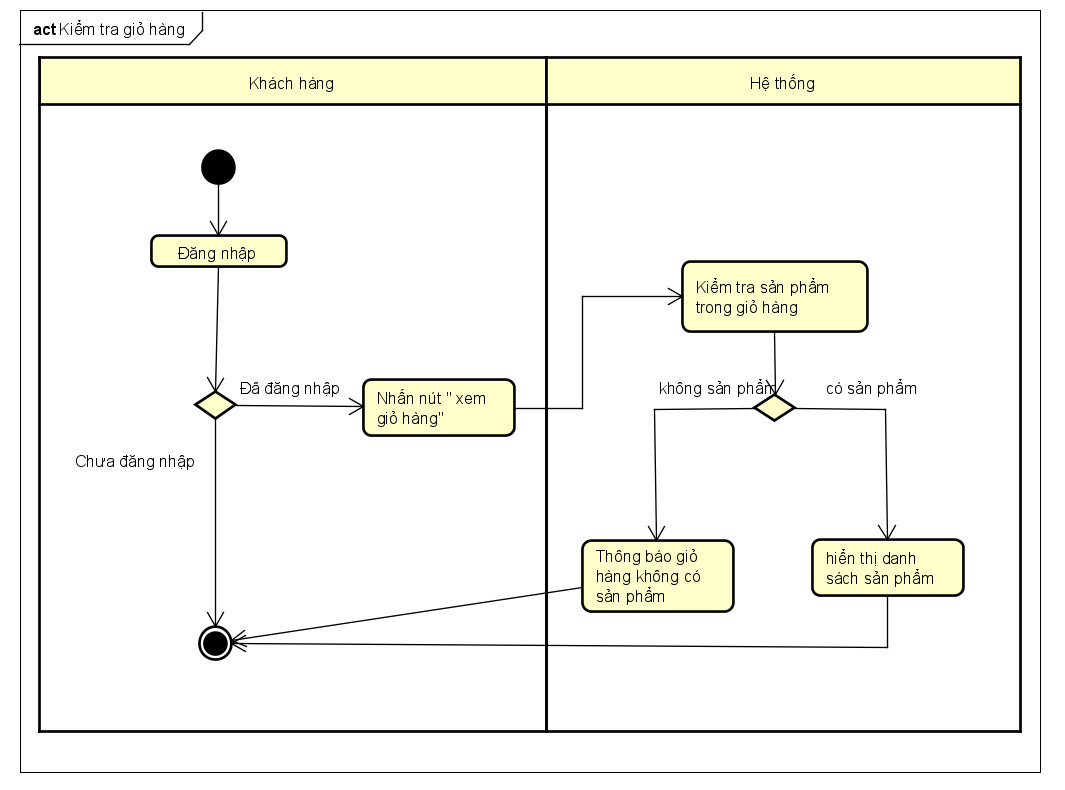 act Kiểm tra giỏ hàng
Khách hàng
Hệ thống
Đăng nhập
Kiểm tra sản phẩm
trong giỏ hàng
Đã đăng nhập
Nhấn nút " xem
giỏ hàng"
không sản phẩm
có sản phẩm
Chưa đăng nhập
Thông báo giỏ
hàng không có
sản phẩm
hiển thị danh
sách sản phẩm